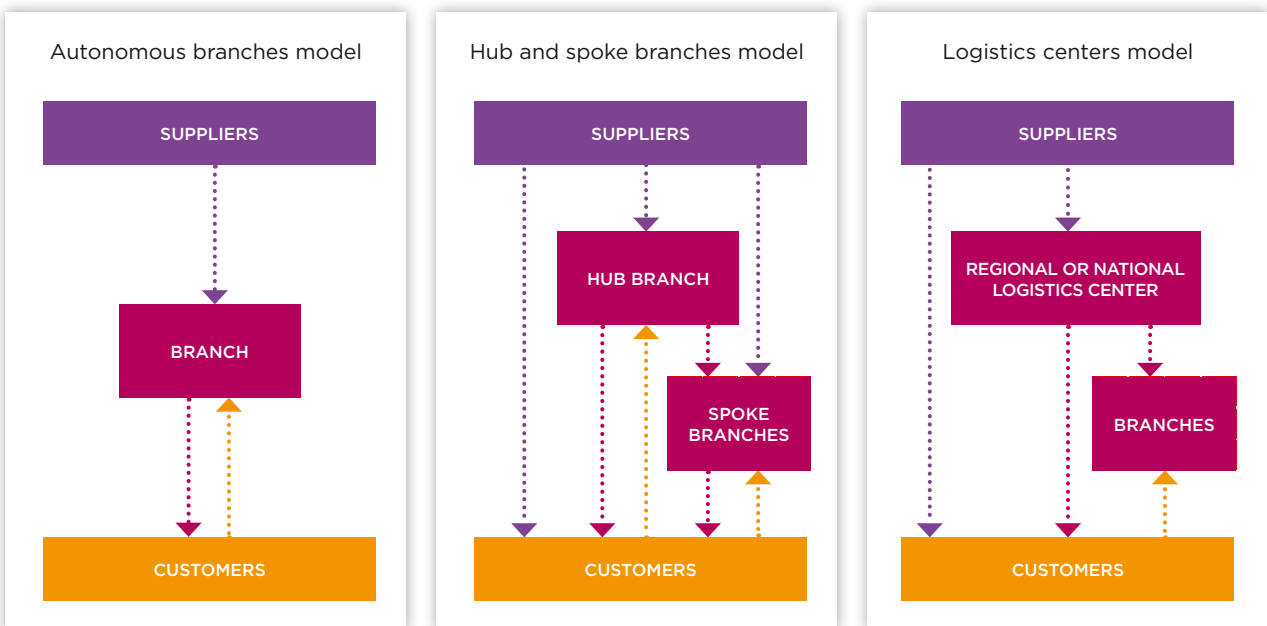 Autonomous branches model
SUPPLIERS
BRANCH
CUSTOMERS
Hub and spoke branches model
SUPPLIERS
HUB BRANCH
SPOKE
BRANCHES
CUSTOMERS
Logistics centers model
SUPPLIERS
REGIONAL OR NATIONAL
LOGISTICS CENTER
BRANCHES
CUSTOMERS